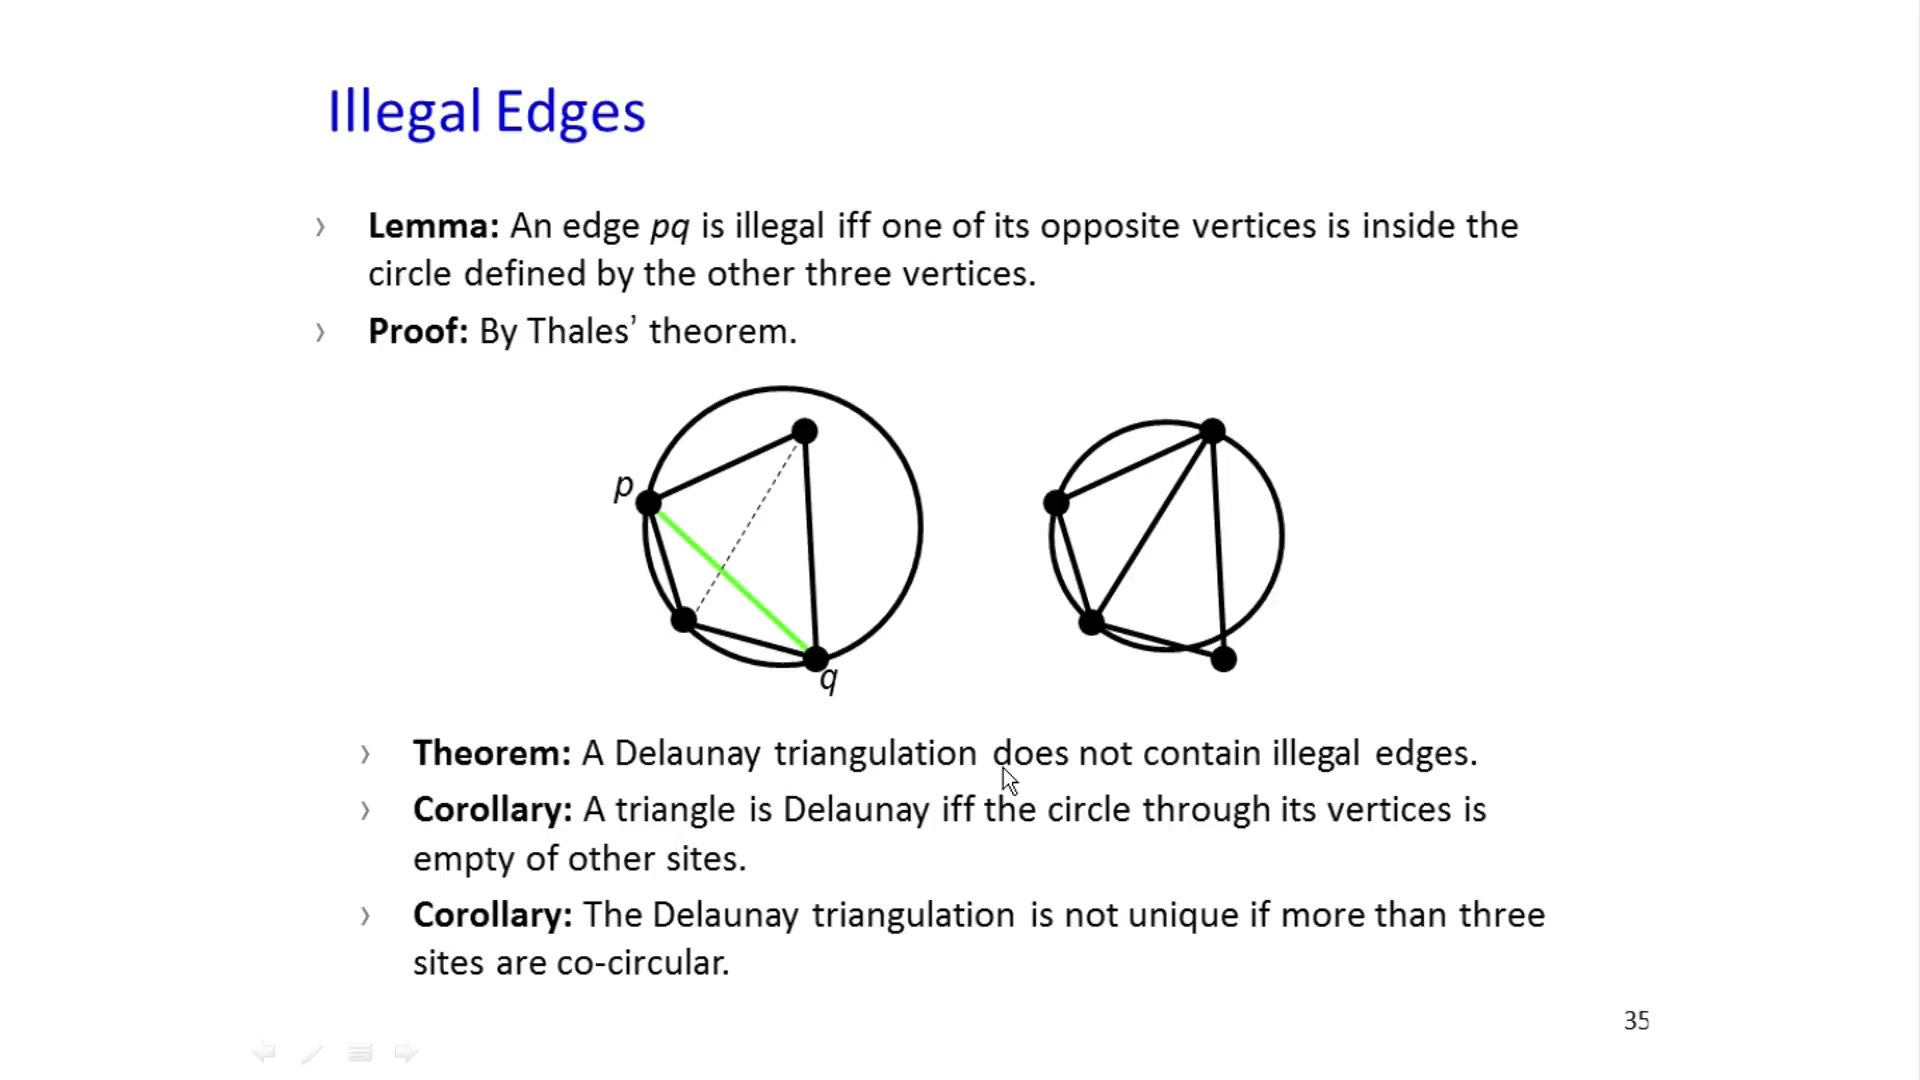 Illegal Edges
› Lemma: An edge pq is illegal iff one of its opposite vertices is inside the
circle defined by the other three vertices.
› Proof: By Thales’ theorem.
p
q
› Theorem: A Delaunay triangulation does not contain illegal edges.
› Corollary: A triangle is Delaunay iff the circle through its vertices is
empty of other sites.
› Corollary: The Delaunay triangulation is not unique if more than three
sites are co-circular.
35